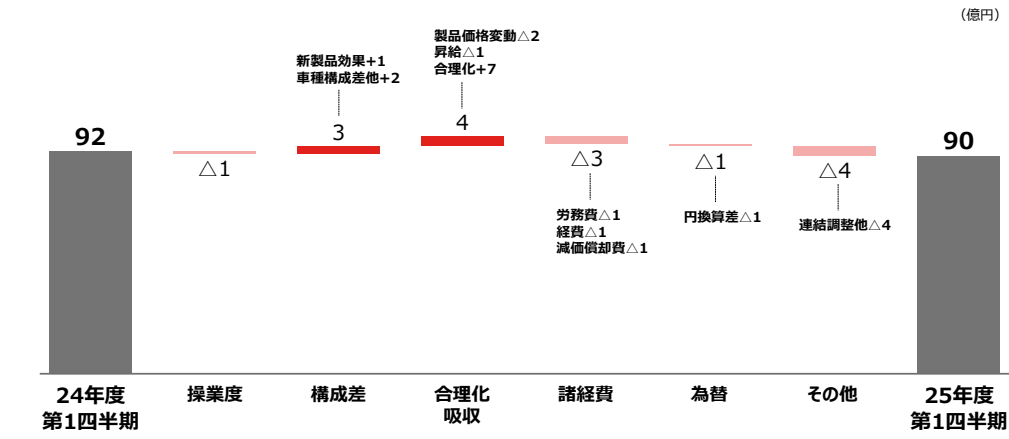 （億円）
製品価格変動△2
昇給△1
合理化+7
新製品効果+1
車種構成差他+2
92
△1
3
4
△3
△1
△4
90
労務費△1
経費△1
減価償却費△1
円換算差△1
連結調整他△4
24年度
第1四半期
操業度
構成差
合理化
吸収
諸経費
為替
その他
25年度
第1四半期